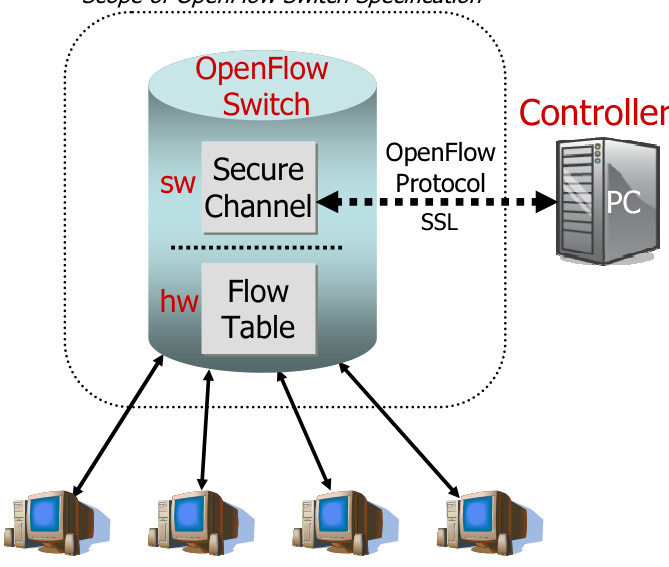 Scope of OpenFlow Switch Specification
OpenFlow
Switch
Controller
sw
Secure
Channel
OpenFlow
Protocol
SSL
PC
hw
Flow
Table